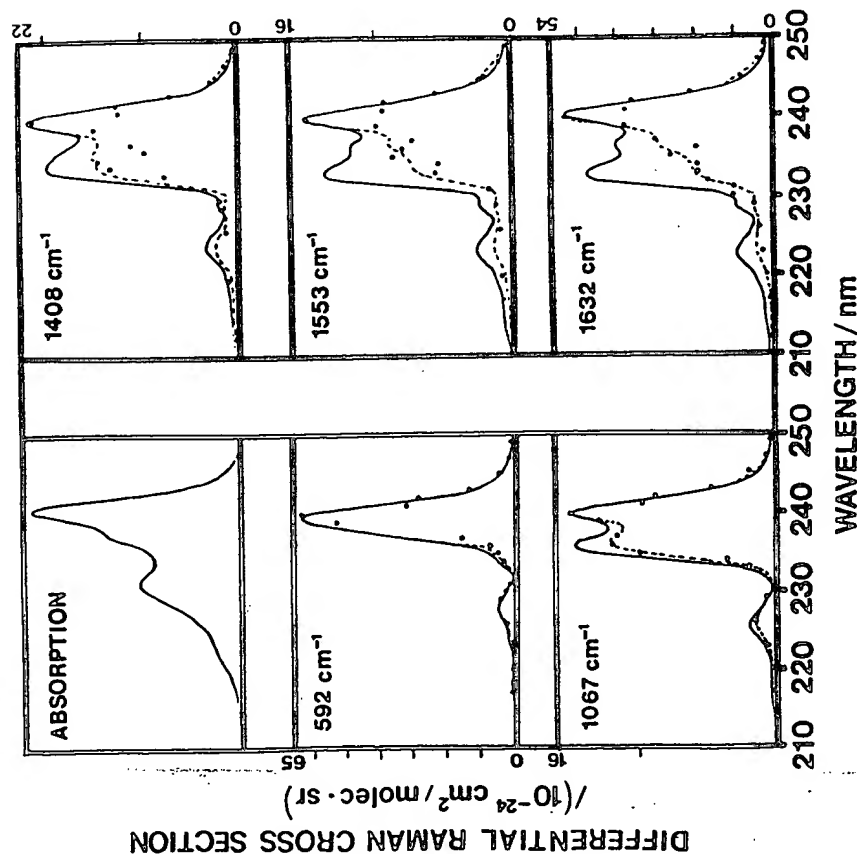 DIFFERENTIAL RAMAN CROSS SECTION
/(10⁻²⁴ cm²/molec·sr)
ABSORPTION
1408 cm⁻¹
22
0
65
592 cm⁻¹
0
1553 cm⁻¹
16
0
16
1067 cm⁻¹
1632 cm⁻¹
54
0
210 220 230 240 250
210 220 230 240 250
WAVELENGTH / nm